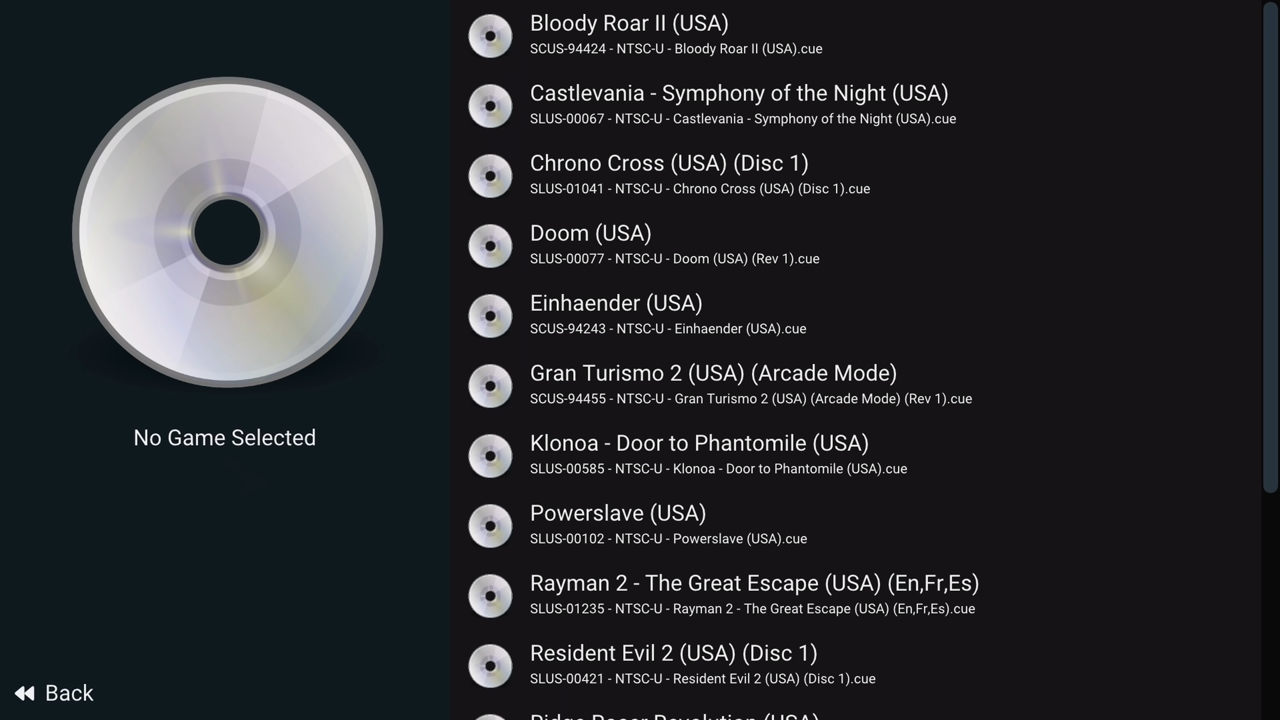 No Game Selected
Back
Bloody Roar II (USA)
SCUS-94424 - NTSC-U - Bloody Roar II (USA).cue
Castlevania - Symphony of the Night (USA)
SLUS-00067 - NTSC-U - Castlevania - Symphony of the Night (USA).cue
Chrono Cross (USA) (Disc 1)
SLUS-01041 - NTSC-U - Chrono Cross (USA) (Disc 1).cue
Doom (USA)
SLUS-00077 - NTSC-U - Doom (USA) (Rev 1).cue
Einhaender (USA)
SCUS-94243 - NTSC-U - Einhaender (USA).cue
Gran Turismo 2 (USA) (Arcade Mode)
SCUS-94455 - NTSC-U - Gran Turismo 2 (USA) (Arcade Mode) (Rev 1).cue
Klonoa - Door to Phantomile (USA)
SLUS-00585 - NTSC-U - Klonoa - Door to Phantomile (USA).cue
Powerslave (USA)
SLUS-00102 - NTSC-U - Powerslave (USA).cue
Rayman 2 - The Great Escape (USA) (En,Fr,Es)
SLUS-01235 - NTSC-U - Rayman 2 - The Great Escape (USA) (En,Fr,Es).cue
Resident Evil 2 (USA) (Disc 1)
SLUS-00421 - NTSC-U - Resident Evil 2 (USA) (Disc 1).cue
Ridge Racer Revolution (USA)